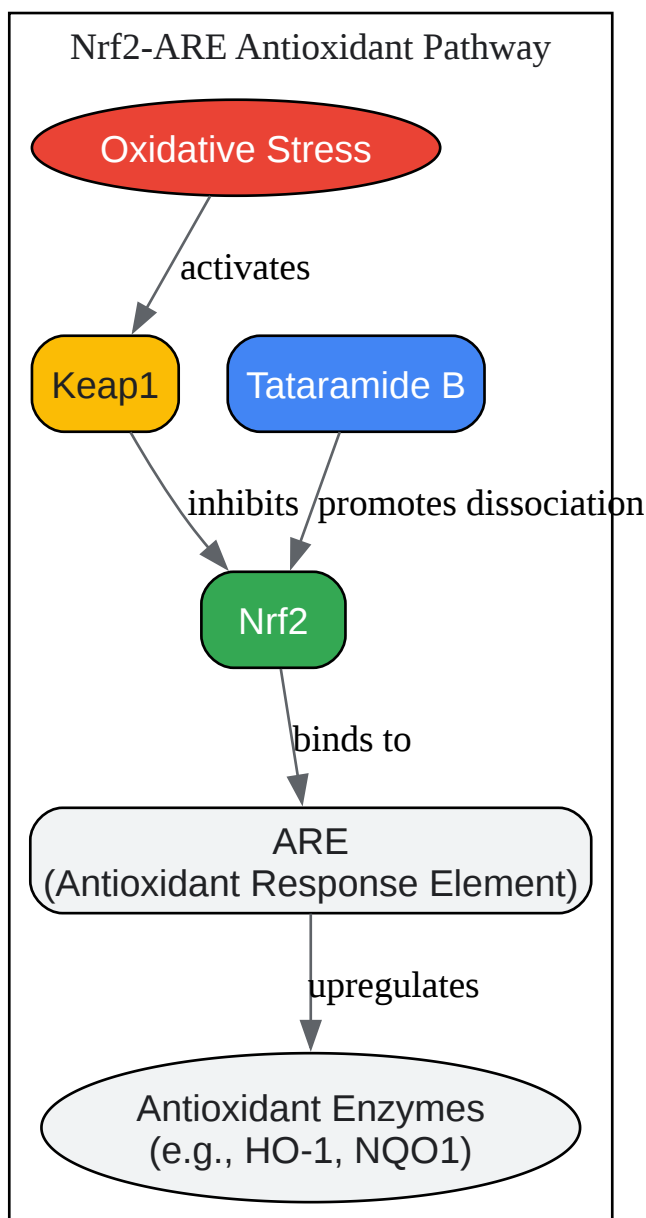 Nrf2-ARE Antioxidant Pathway
Oxidative Stress
activates
Keap1
Tataramide B
inhibits
promotes dissociation
Nrf2
binds to
ARE
(Antioxidant Response Element)
upregulates
Antioxidant Enzymes
(e.g., HO-1, NQO1)